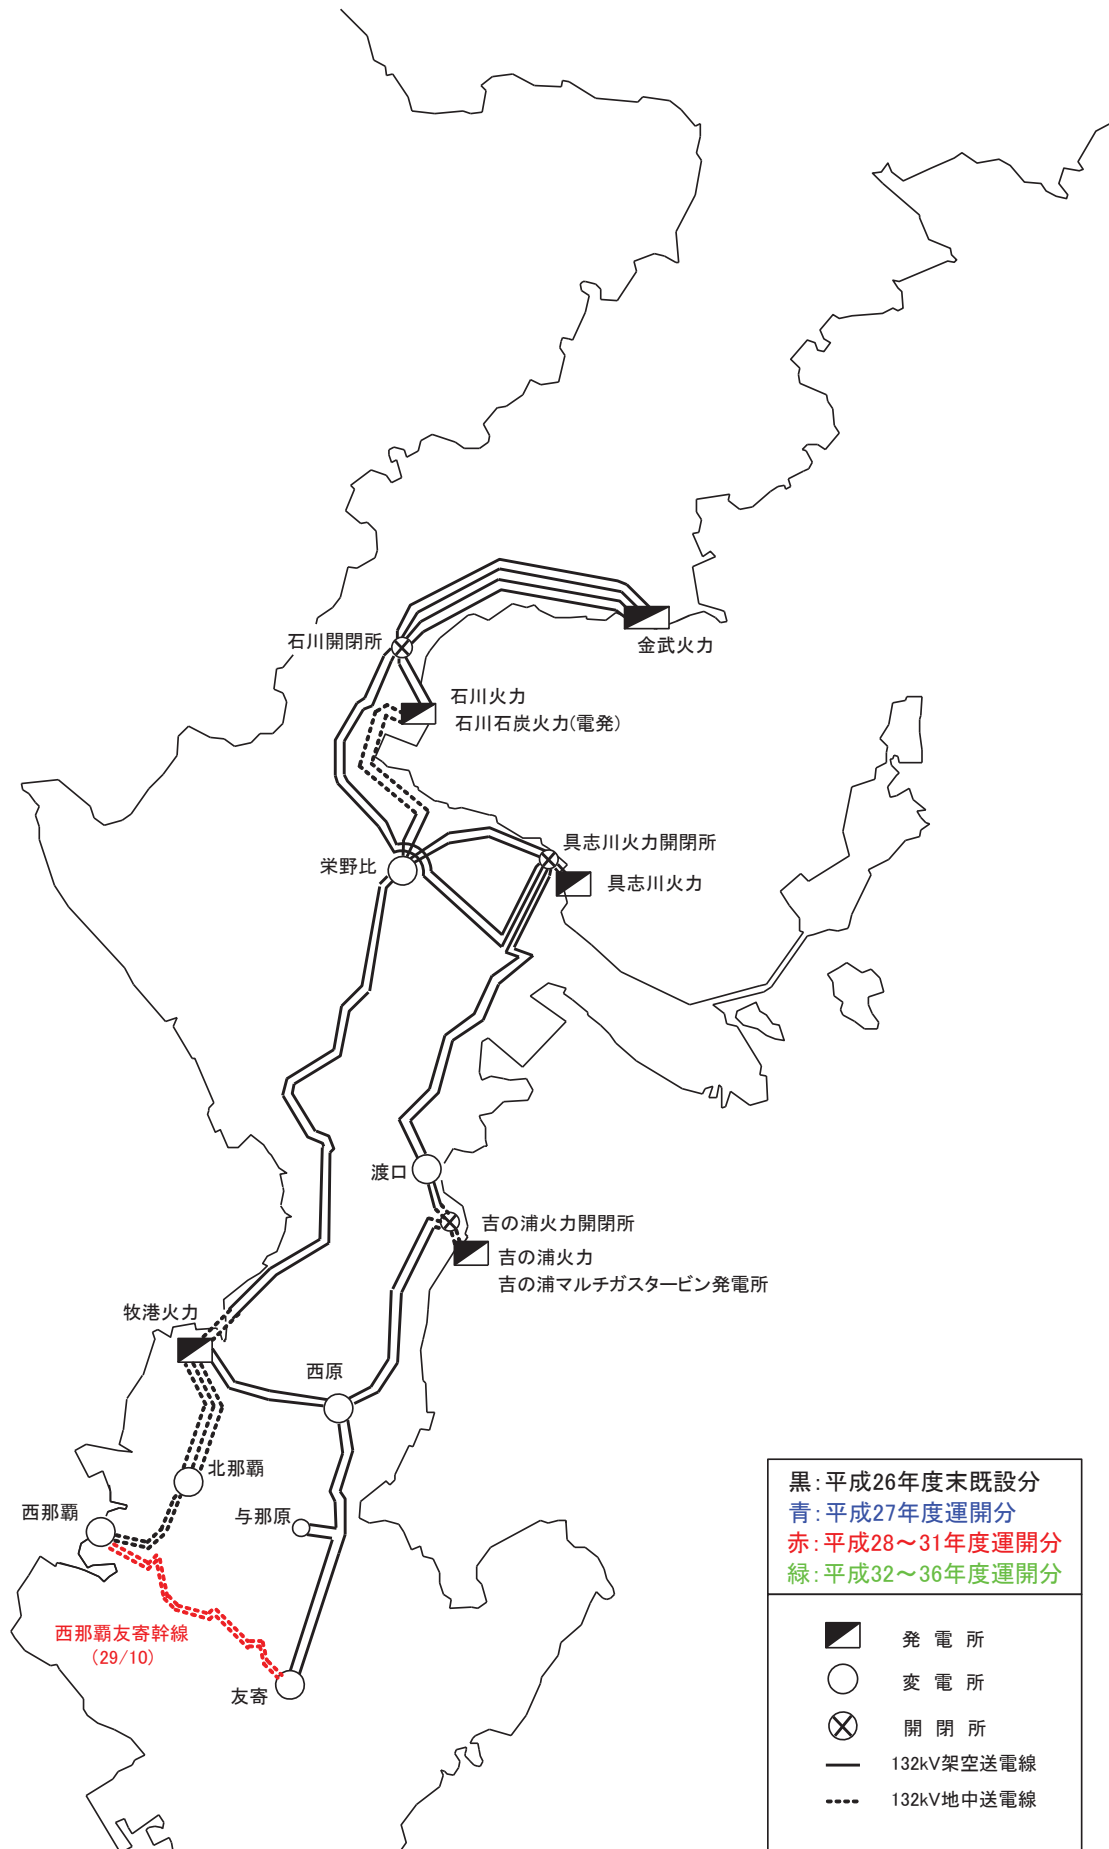 石川開閉所
金武火力
石川火力
石川石炭火力(電発)
具志川火力開閉所
栄野比
具志川火力
渡口
吉の浦火力開閉所
吉の浦火力
吉の浦マルチガスタービン発電所
牧港火力
西原
北那覇
西那覇
与那原
西那覇友寄幹線
(29/10)
友寄
黒:平成26年度末既設分
青:平成27年度運開分
赤:平成28～31年度運開分
緑:平成32～36年度運開分
発電所
変電所
開閉所
132kV架空送電線
132kV地中送電線